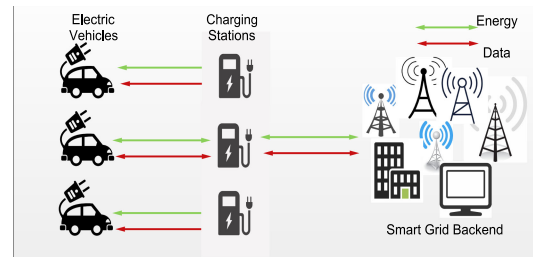 Electric
Vehicles
Charging
Stations
Energy
Data
Smart Grid Backend